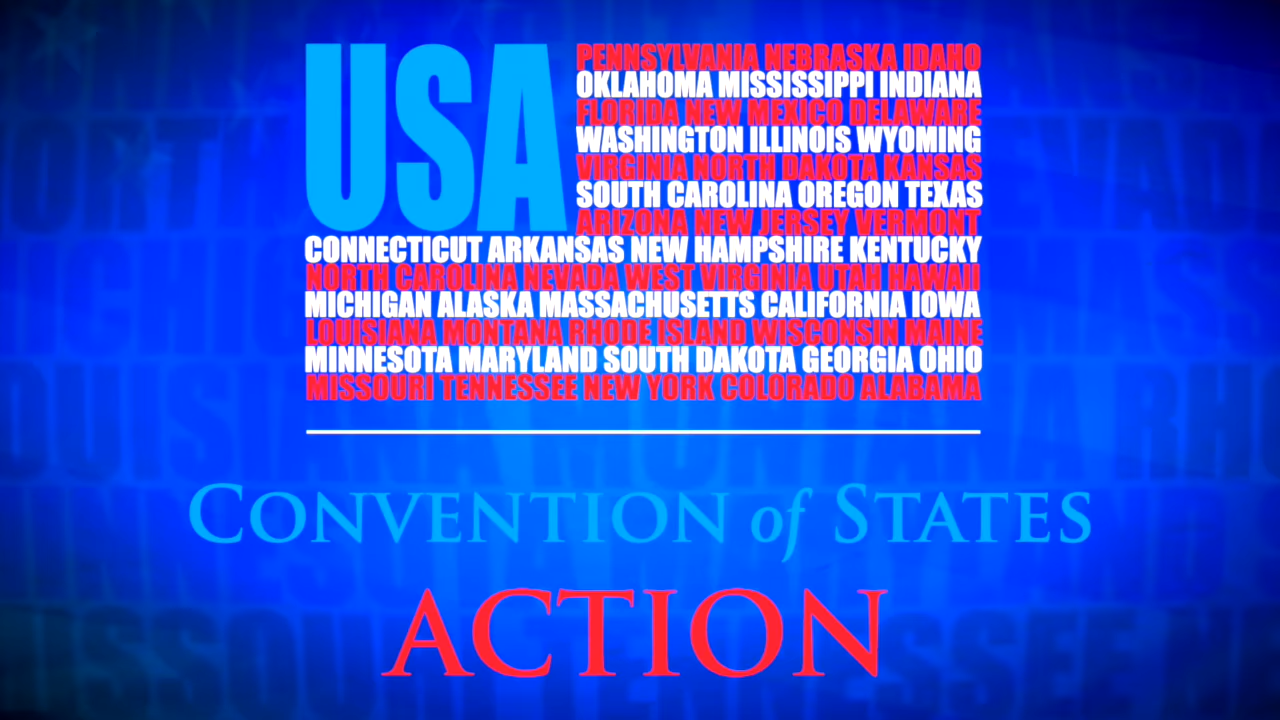 USA
PENNSYLVANIA NEBRASKA IDAHO
OKLAHOMA MISSISSIPPI INDIANA
FLORIDA NEW MEXICO DELAWARE
WASHINGTON ILLINOIS WYOMING
VIRGINIA NORTH DAKOTA KANSAS
SOUTH CAROLINA OREGON TEXAS
ARIZONA NEW JERSEY VERMONT
CONNECTICUT ARKANSAS NEW HAMPSHIRE KENTUCKY
NORTH CAROLINA NEVADA WEST VIRGINIA UTAH HAWAII
MICHIGAN ALASKA MASSACHUSETTS CALIFORNIA IOWA
LOUISIANA MONTANA RHODE ISLAND WISCONSIN MAINE
MINNESOTA MARYLAND SOUTH DAKOTA GEORGIA OHIO
MISSOURI TENNESSEE NEW YORK COLORADO ALABAMA
CONVENTION of STATES
ACTION